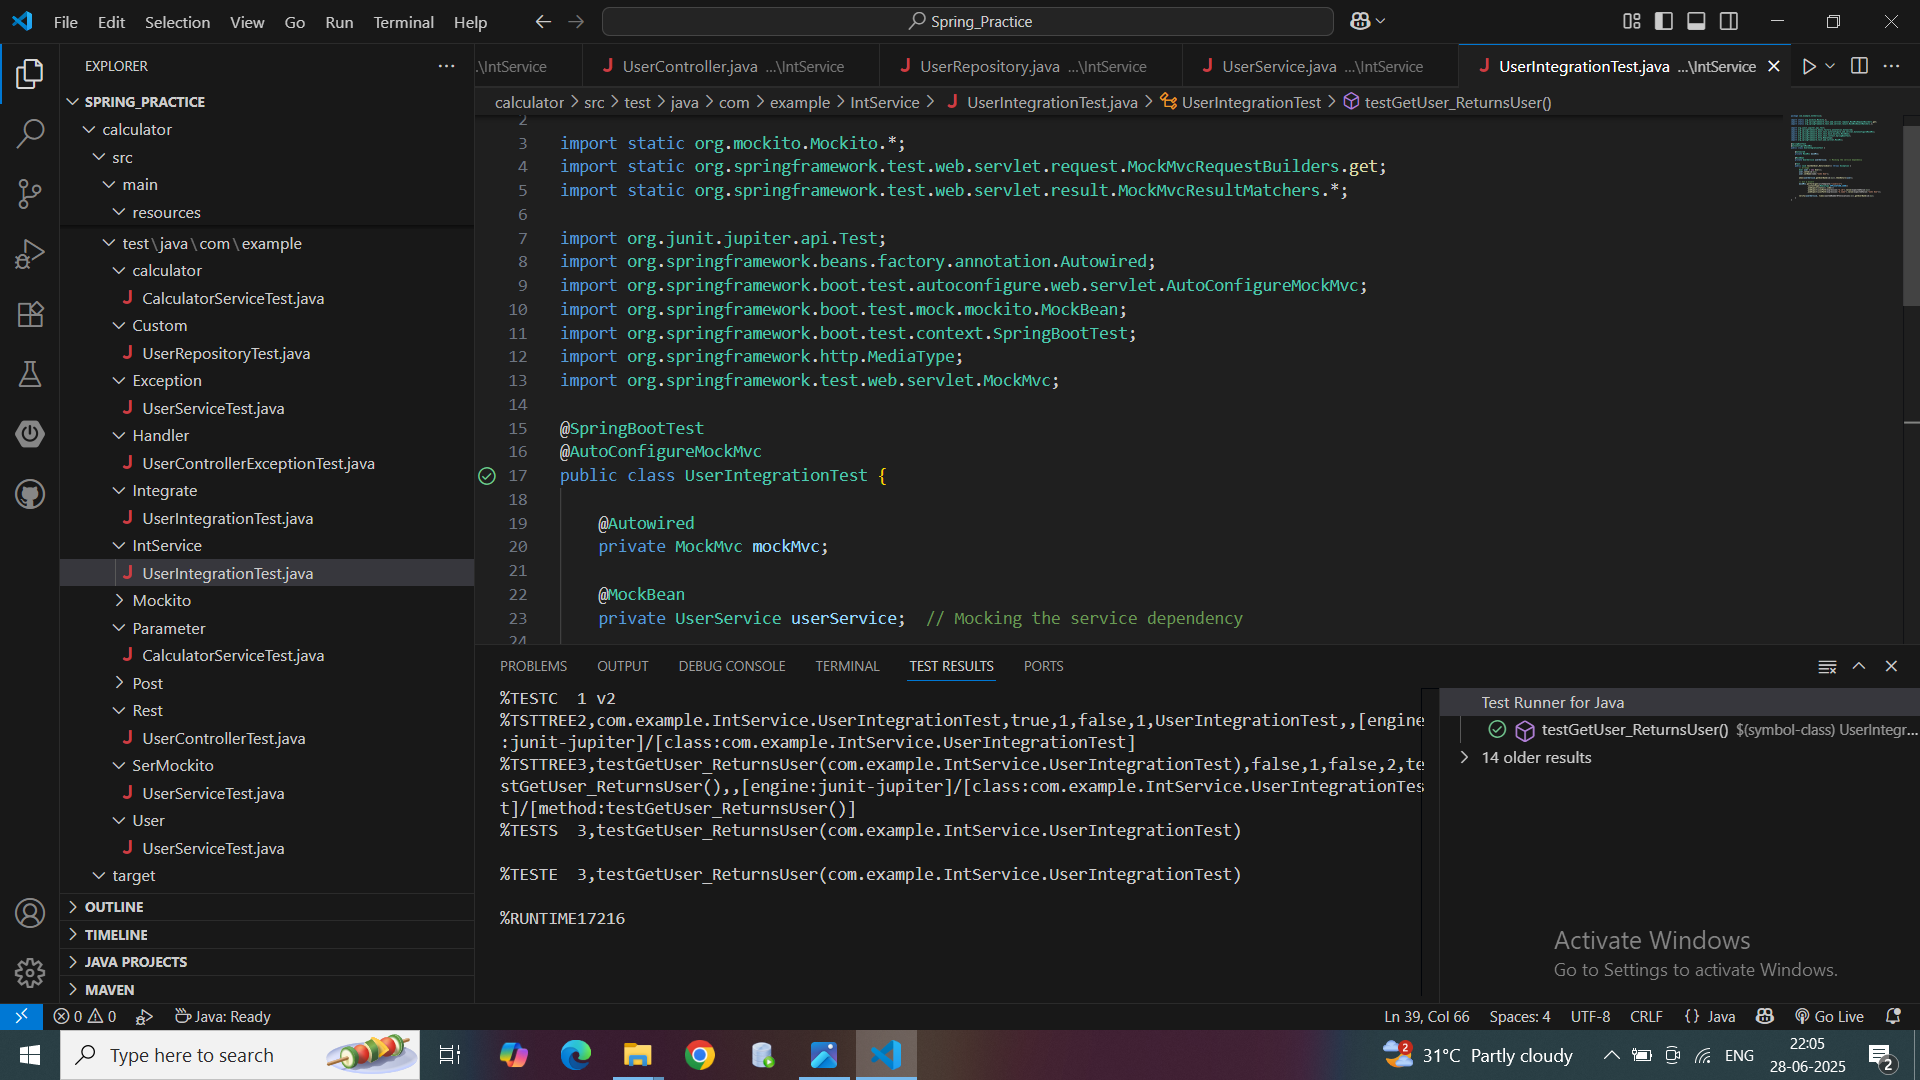 File Edit Selection View Go Run Terminal Help
Spring_Practice
EXPLORER
SPRING_PRACTICE
calculator
src
main
resources
test\java\com\example
calculator
CalculatorServiceTest.java
Custom
UserRepositoryTest.java
Exception
UserServiceTest.java
Handler
UserControllerExceptionTest.java
Integrate
UserIntegrationTest.java
IntService
UserIntegrationTest.java
Mockito
Parameter
CalculatorServiceTest.java
Post
Rest
UserControllerTest.java
SerMockito
UserServiceTest.java
User
UserServiceTest.java
target
OUTLINE
TIMELINE
JAVA PROJECTS
MAVEN
.\IntService UserController.java ...\IntService UserRepository.java ...\IntService UserService.java ...\IntService UserIntegrationTest.java ...\IntService
calculator > src > test > java > com > example > IntService > UserIntegrationTest.java > UserIntegrationTest > testGetUser_ReturnsUser()
2
3 import static org.mockito.Mockito.*;
4 import static org.springframework.test.web.servlet.request.MockMvcRequestBuilders.get;
5 import static org.springframework.test.web.servlet.result.MockMvcResultMatchers.*;
6
7 import org.junit.jupiter.api.Test;
8 import org.springframework.beans.factory.annotation.Autowired;
9 import org.springframework.boot.test.autoconfigure.web.servlet.AutoConfigureMockMvc;
10 import org.springframework.boot.test.mock.mockito.MockBean;
11 import org.springframework.boot.test.context.SpringBootTest;
12 import org.springframework.http.MediaType;
13 import org.springframework.test.web.servlet.MockMvc;
14
15 @SpringBootTest
16 @AutoConfigureMockMvc
17 public class UserIntegrationTest {
18
19 @Autowired
20 private MockMvc mockMvc;
21
22 @MockBean
23 private UserService userService; // Mocking the service dependency
24
PROBLEMS OUTPUT DEBUG CONSOLE TERMINAL TEST RESULTS PORTS
%TESTC 1 v2
%TSTTREE2,com.example.IntService.UserIntegrationTest,true,1,false,1,UserIntegrationTest,,[engine
:junit-jupiter]/[class:com.example.IntService.UserIntegrationTest]
%TSTTREE3,testGetUser_ReturnsUser(com.example.IntService.UserIntegrationTest),false,1,false,2,te
stGetUser_ReturnsUser(),,[engine:junit-jupiter]/[class:com.example.IntService.UserIntegrationTes
t]/[method:testGetUser_ReturnsUser()]
%TESTS 3,testGetUser_ReturnsUser(com.example.IntService.UserIntegrationTest)
%TESTE 3,testGetUser_ReturnsUser(com.example.IntService.UserIntegrationTest)
%RUNTIME17216
Test Runner for Java
testGetUser_ReturnsUser() $(symbol-class) UserIntegr...
14 older results
Activate Windows
Go to Settings to activate Windows.
0 0 Java: Ready
Ln 39, Col 66 Spaces: 4 UTF-8 CRLF {} Java Go Live
Type here to search
2 31°C Partly cloudy ENG
22:05
28-06-2025
2